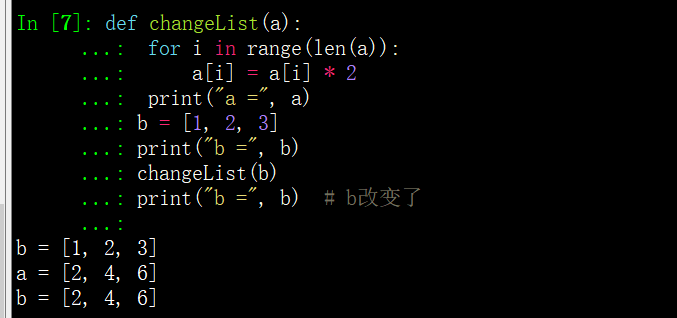 In [7]: def changeList(a):
   ...:  for i in range(len(a)):
   ...:      a[i] = a[i] * 2
   ...:  print("a =", a)
   ...: b = [1, 2, 3]
   ...: print("b =", b)
   ...: changeList(b)
   ...: print("b =", b)  # b改变了
   ...:
b = [1, 2, 3]
a = [2, 4, 6]
b = [2, 4, 6]